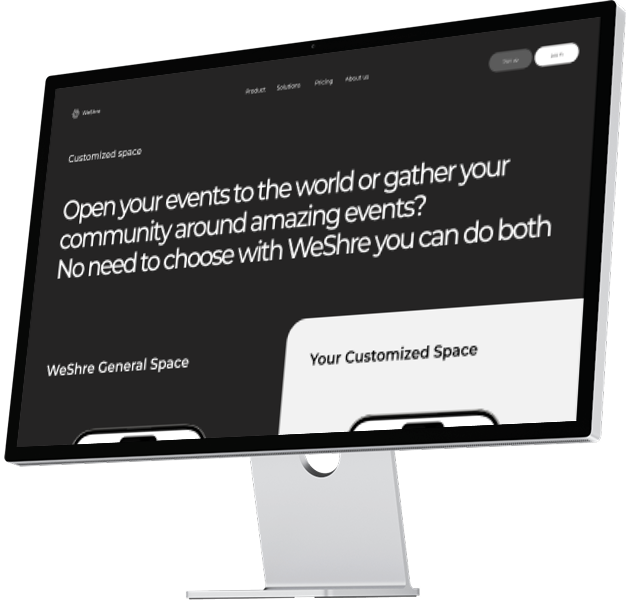 WeShre
Product
Solutions
Pricing
About us
Sign up
Customized space
Open your events to the world or gather your
community around amazing events?
No need to choose with WeShre you can do both
WeShre General Space
Your Customized Space